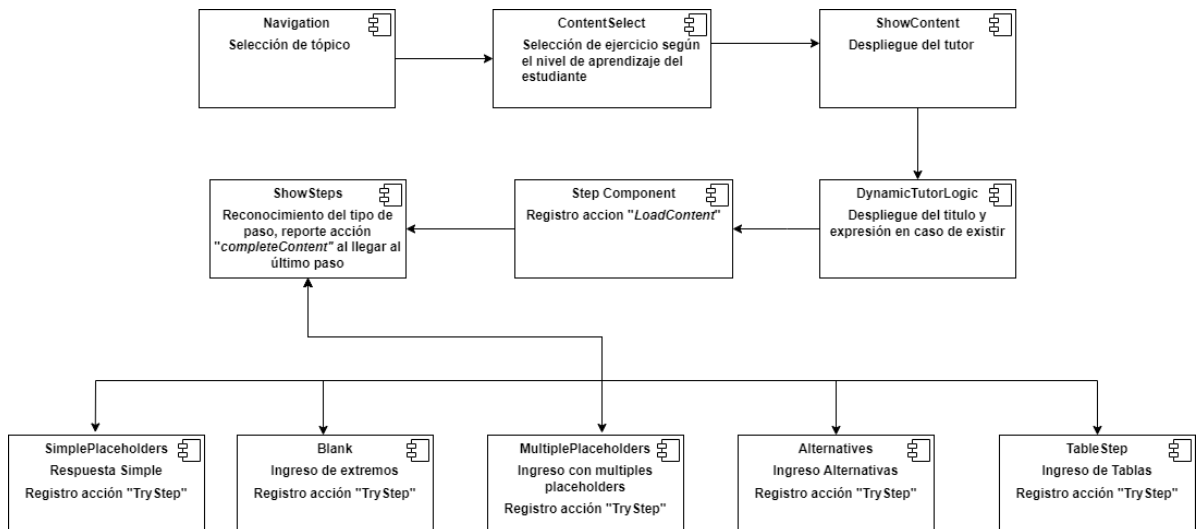 Navigation
Selección de tópico
ContentSelect
Selección de ejercicio según
el nivel de aprendizaje del
estudiante
ShowContent
Despliegue del tutor
ShowSteps
Reconocimiento del tipo de
paso, reporte acción
"completeContent" al llegar al
último paso
Step Component
Registro accion "LoadContent"
DynamicTutorLogic
Despliegue del titulo y
expresión en caso de existir
SimplePlaceholders
Respuesta Simple
Registro acción "TryStep"
Blank
Ingreso de extremos
Registro acción "TryStep"
MultiplePlaceholders
Ingreso con multiples
placeholders
Registro acción "TryStep"
Alternatives
Ingreso Alternativas
Registro acción "TryStep"
TableStep
Ingreso de Tablas
Registro acción "TryStep"